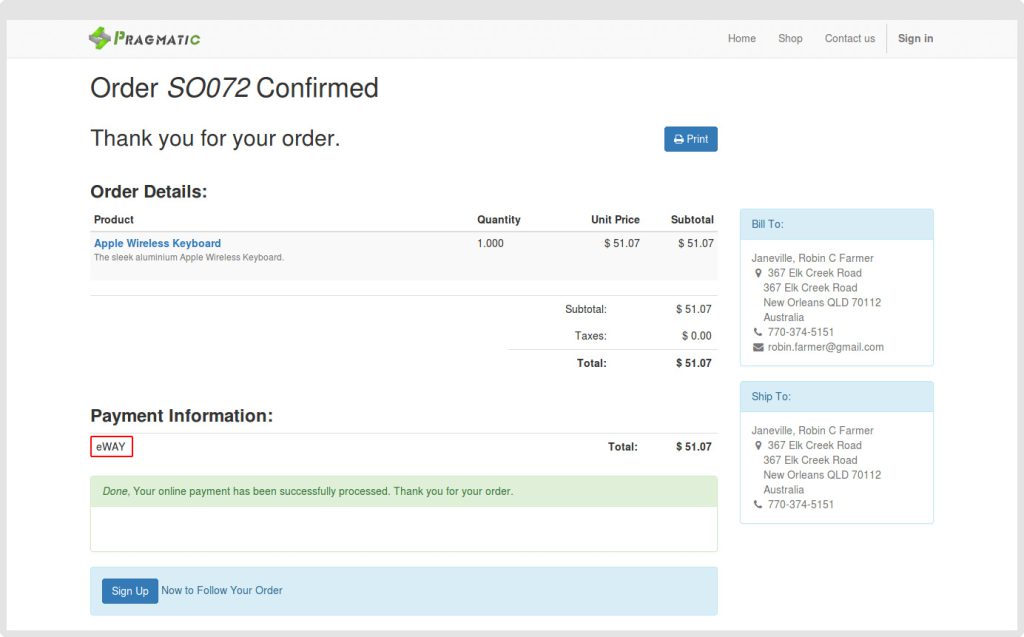 PRAGMATIC
Home Shop Contact us Sign in
Order SO072 Confirmed
Thank you for your order.
Print
Order Details:
Product Quantity Unit Price Subtotal
Apple Wireless Keyboard 1.000 $ 51.07 $ 51.07
The sleek aluminium Apple Wireless Keyboard.
Subtotal: $ 51.07
Taxes: $ 0.00
Total: $ 51.07
Payment Information:
eWAY Total: $ 51.07
Done, Your online payment has been successfully processed. Thank you for your order.
Sign Up Now to Follow Your Order
Bill To:
Janeville, Robin C Farmer
367 Elk Creek Road
367 Elk Creek Road
New Orleans QLD 70112
Australia
770-374-5151
robin.farmer@gmail.com
Ship To:
Janeville, Robin C Farmer
367 Elk Creek Road
367 Elk Creek Road
New Orleans QLD 70112
Australia
770-374-5151